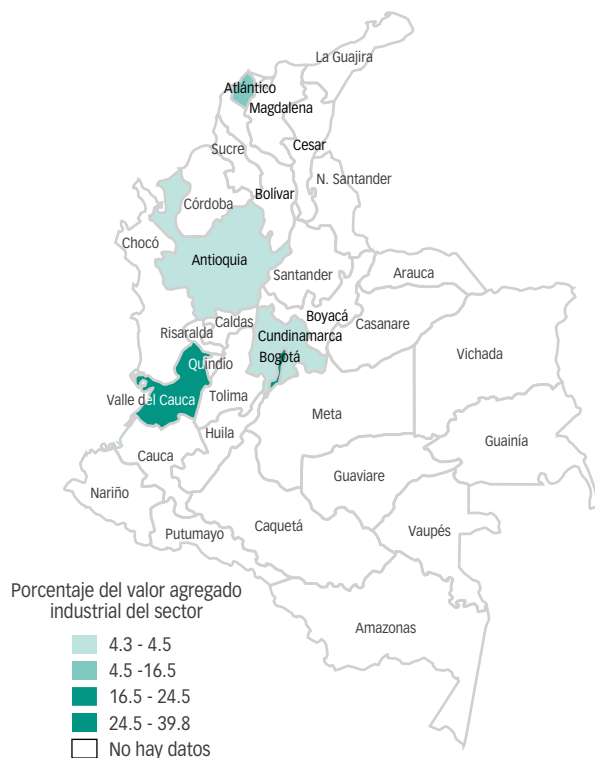 La Guajira
Atlántico
Magdalena
Cesar
Sucre
N. Santander
Bolívar
Córdoba
Chocó
Antioquia
Santander
Arauca
Boyacá
Caldas
Casanare
Risaralda
Cundinamarca
Vichada
Bogotá
Quindio
Tolima
Valle del Cauca
Meta
Huila
Guainía
Cauca
Guaviare
Nariño
Caquetá
Vaupés
Putumayo
Amazonas
Porcentaje del valor agregado
industrial del sector
4.3 - 4.5
4.5 -16.5
16.5 - 24.5
24.5 - 39.8
No hay datos